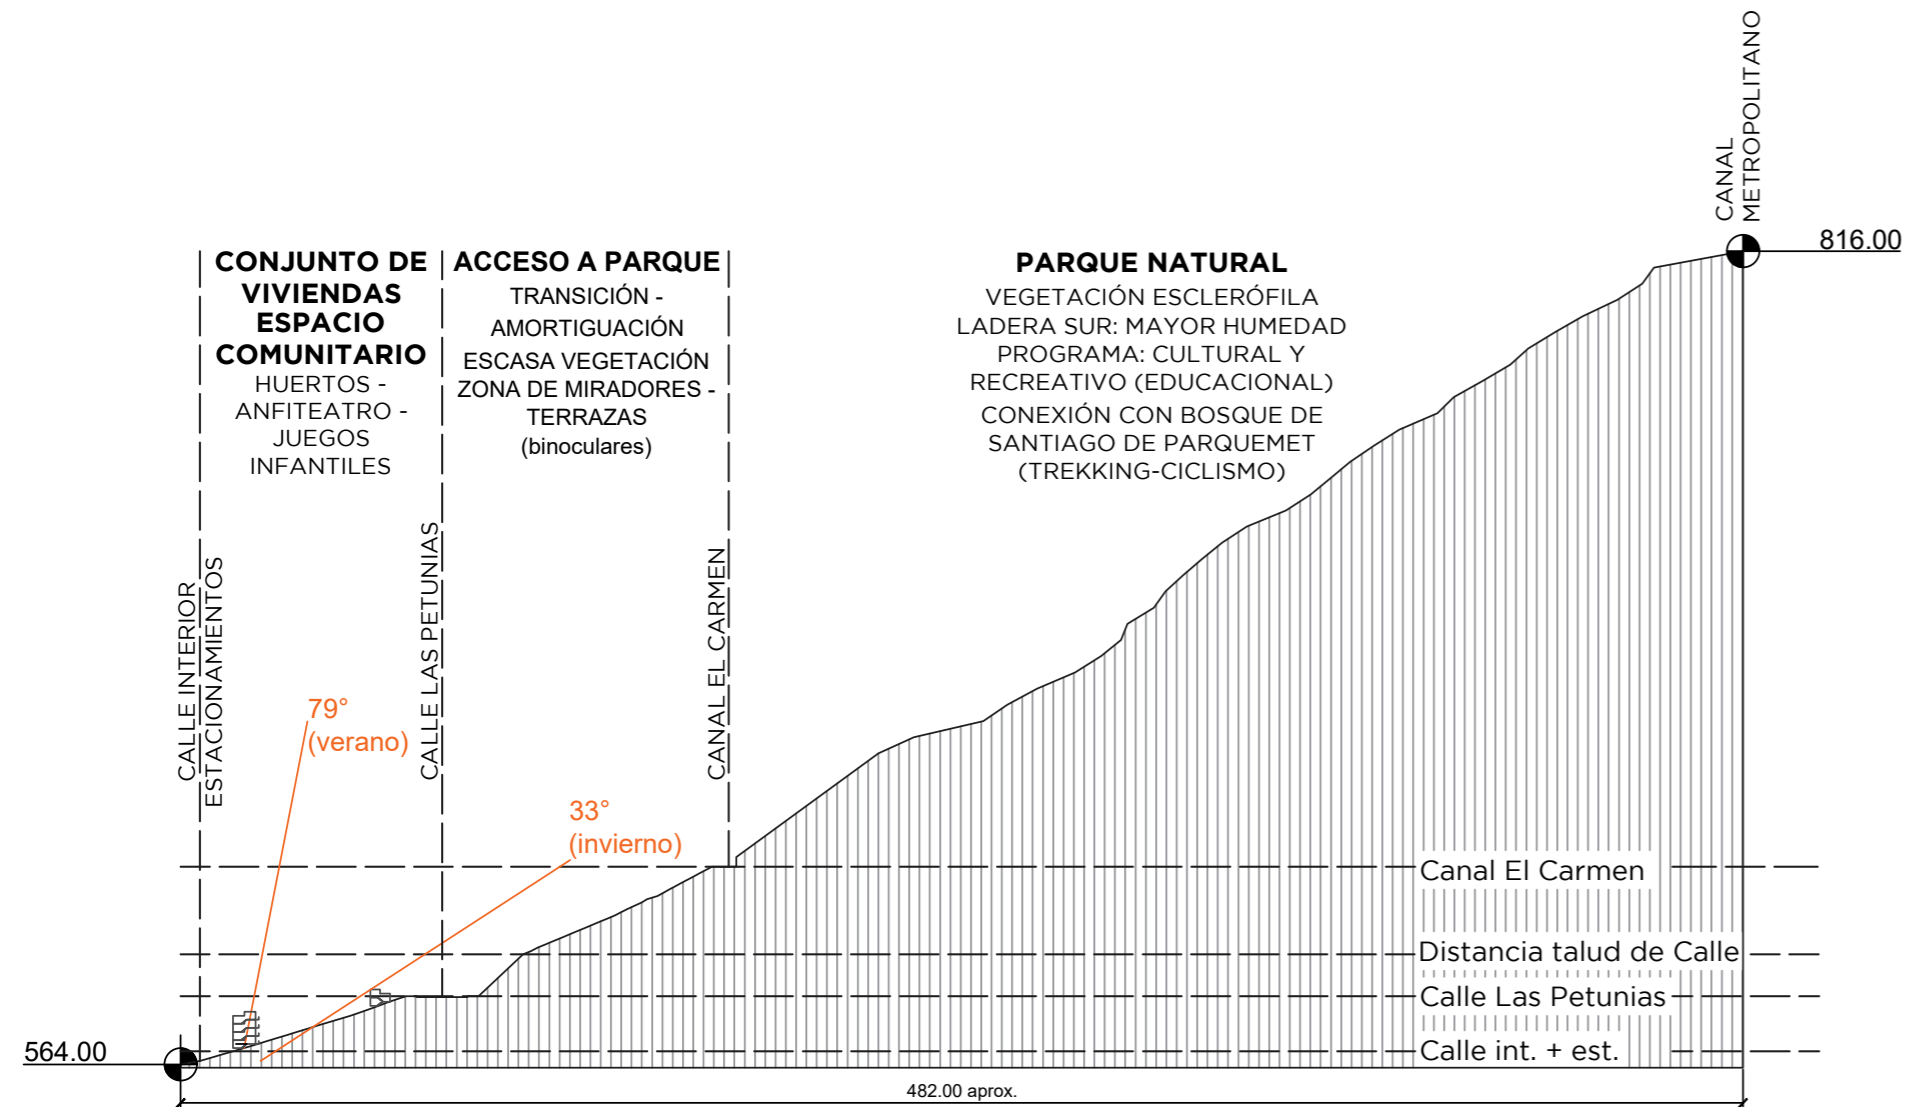 CANAL
METROPOLITANO
816.00
CONJUNTO DE
VIVIENDAS
ESPACIO
COMUNITARIO
HUERTOS -
ANFITEATRO -
JUEGOS
INFANTILES
ACCESO A PARQUE
TRANSICIÓN -
AMORTIGUACIÓN
ESCASA VEGETACIÓN
ZONA DE MIRADORES -
TERRAZAS
(binoculares)
PARQUE NATURAL
VEGETACIÓN ESCLERÓFILA
LADERA SUR: MAYOR HUMEDAD
PROGRAMA: CULTURAL Y
RECREATIVO (EDUCACIONAL)
CONEXIÓN CON BOSQUE DE
SANTIAGO DE PARQUEMET
(TREKKING-CICLISMO)
CALLE INTERIOR
ESTACIONAMIENTOS
CALLE LAS PETUNIAS
CANAL EL CARMEN
79°
(verano)
33°
(invierno)
Canal El Carmen
Distancia talud de Calle
Calle Las Petunias
Calle int. + est.
564.00
482.00 aprox.